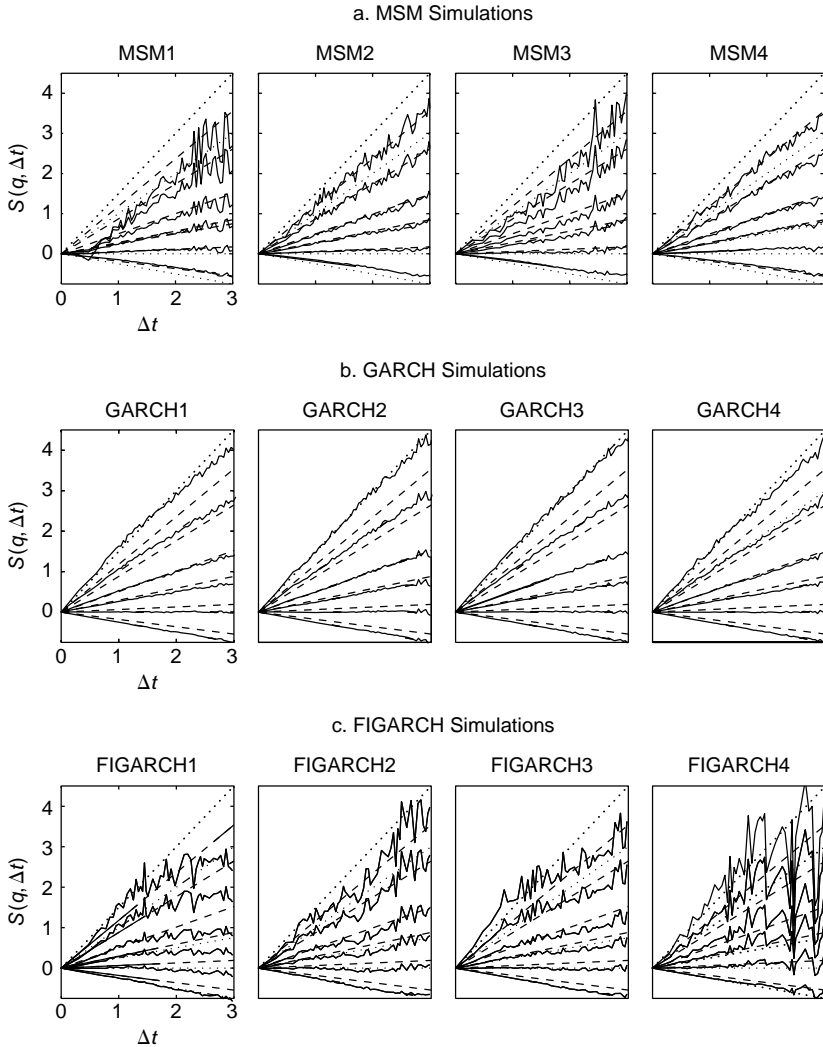 a. MSM Simulations
MSM1 MSM2 MSM3 MSM4
4
3
2
1
0
S(q, Δt)
0 1 2 3
Δt
b. GARCH Simulations
GARCH1 GARCH2 GARCH3 GARCH4
4
3
2
1
0
S(q, Δt)
0 1 2 3
Δt
c. FIGARCH Simulations
FIGARCH1 FIGARCH2 FIGARCH3 FIGARCH4
4
3
2
1
0
S(q, Δt)
0 1 2 3
Δt